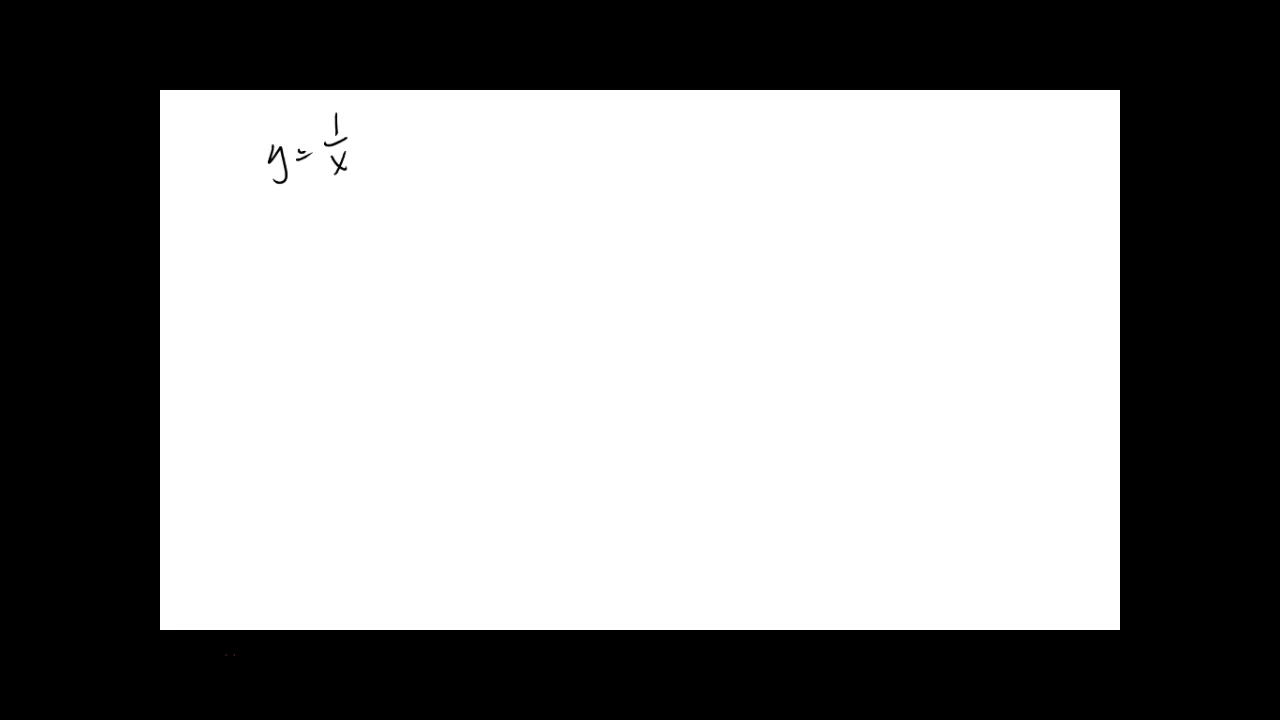 y = 1/x